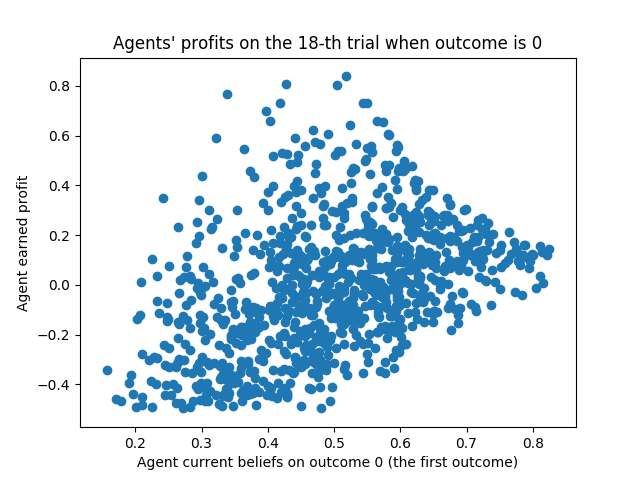 Agents' profits on the 18-th trial when outcome is 0
Agent earned profit
0.8
0.6
0.4
0.2
0.0
−0.2
−0.4
0.2 0.3 0.4 0.5 0.6 0.7 0.8
Agent current beliefs on outcome 0 (the first outcome)